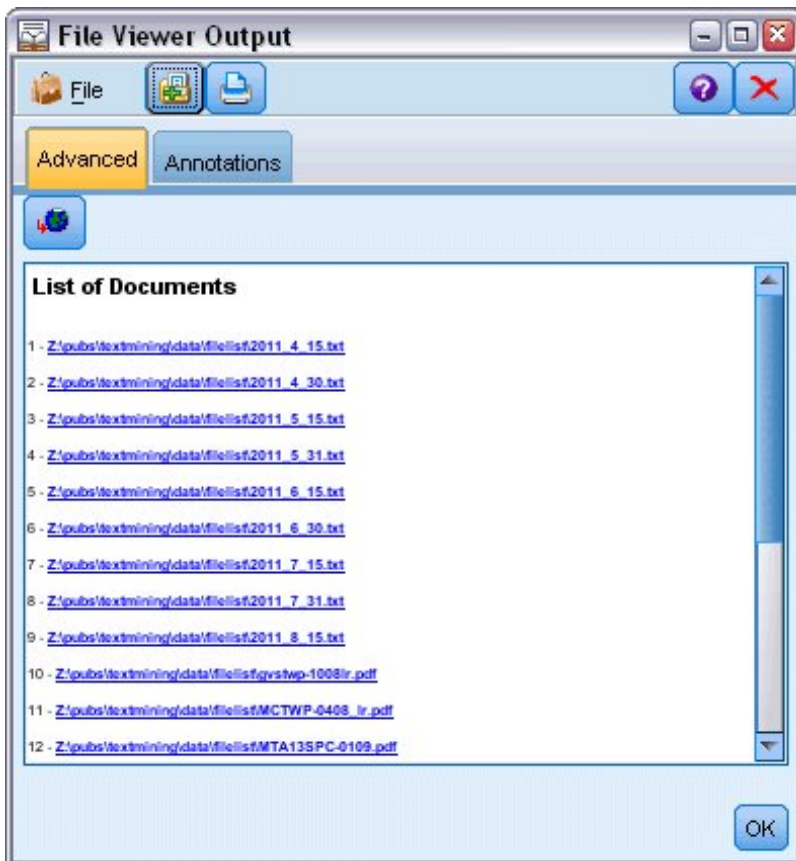 File Viewer Output
File
Advanced Annotations
List of Documents
1 - Z:\pubs\textmining\data\filelist\2011_4_15.txt
2 - Z:\pubs\textmining\data\filelist\2011_4_30.txt
3 - Z:\pubs\textmining\data\filelist\2011_5_15.txt
4 - Z:\pubs\textmining\data\filelist\2011_5_31.txt
5 - Z:\pubs\textmining\data\filelist\2011_6_15.txt
6 - Z:\pubs\textmining\data\filelist\2011_6_30.txt
7 - Z:\pubs\textmining\data\filelist\2011_7_15.txt
8 - Z:\pubs\textmining\data\filelist\2011_7_31.txt
9 - Z:\pubs\textmining\data\filelist\2011_8_15.txt
10 - Z:\pubs\textmining\data\filelist\gvstwp-1008lr.pdf
11 - Z:\pubs\textmining\data\filelist\MCTWP-0408_lr.pdf
12 - Z:\pubs\textmining\data\filelist\MTA13SPC-0109.pdf
OK